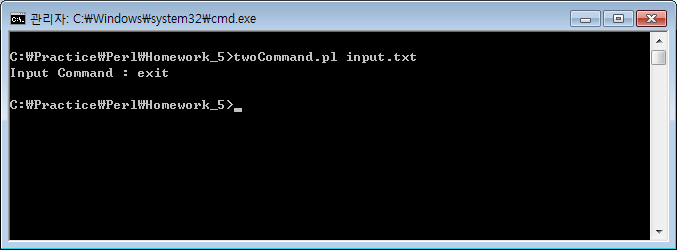 관리자: C:₩Windows₩system32₩cmd.exe
C:₩Practice₩Perl₩Homework_5>twoCommand.pl input.txt
Input Command : exit
C:₩Practice₩Perl₩Homework_5>